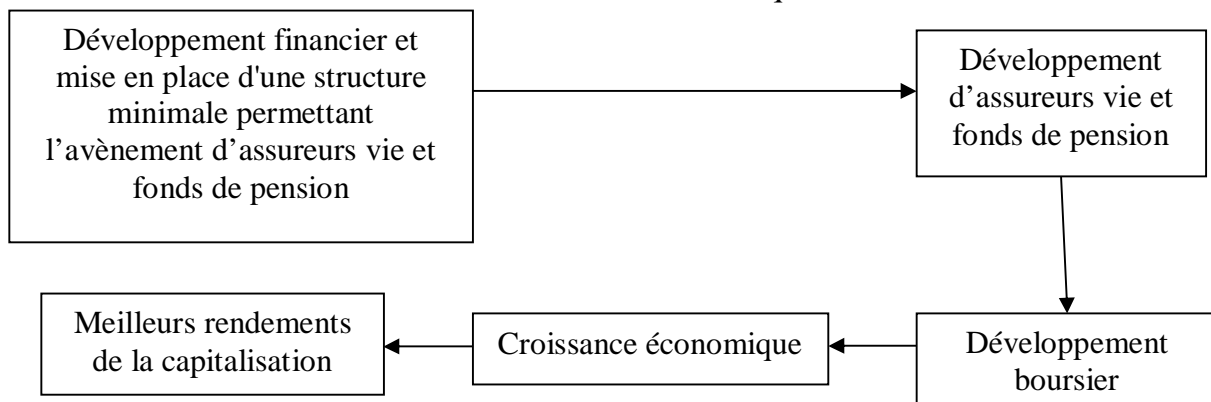 Développement financier et
mise en place d'une structure
minimale permettant
l’avènement d’assureurs vie et
fonds de pension
Développement
d’assureurs vie et
fonds de pension
Développement
boursier
Croissance économique
Meilleurs rendements
de la capitalisation